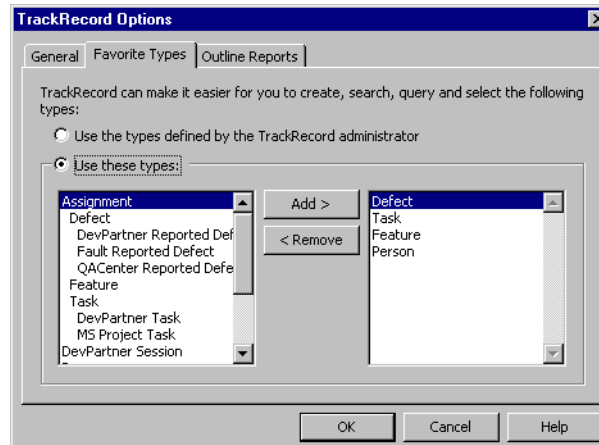 TrackRecord Options
General Favorite Types Outline Reports
TrackRecord can make it easier for you to create, search, query and select the following
types:
Use the types defined by the TrackRecord administrator
Use these types:
Assignment
Defect
DevPartner Reported Def
Fault Reported Defect
QACenter Reported Defe
Feature
Task
DevPartner Task
MS Project Task
DevPartner Session
Add >
< Remove
Defect
Task
Feature
Person
OK Cancel Help